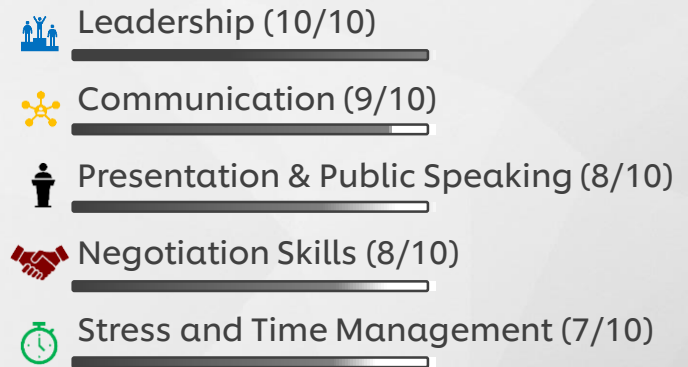 Leadership (10/10)
Communication (9/10)
Presentation & Public Speaking (8/10)
Negotiation Skills (8/10)
Stress and Time Management (7/10)